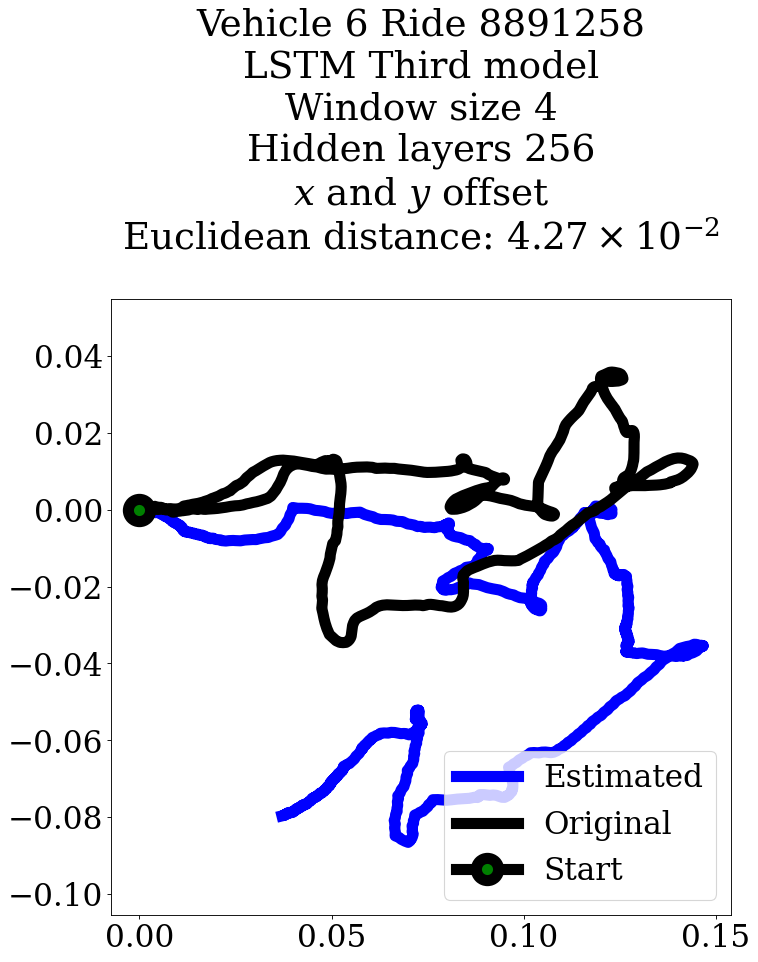 Vehicle 6 Ride 8891258
LSTM Third model
Window size 4
Hidden layers 256
x and y offset
Euclidean distance: 4.27 × 10⁻²
0.04
0.02
0.00
−0.02
−0.04
−0.06
−0.08
−0.10
Estimated
Original
Start
0.00 0.05 0.10 0.15